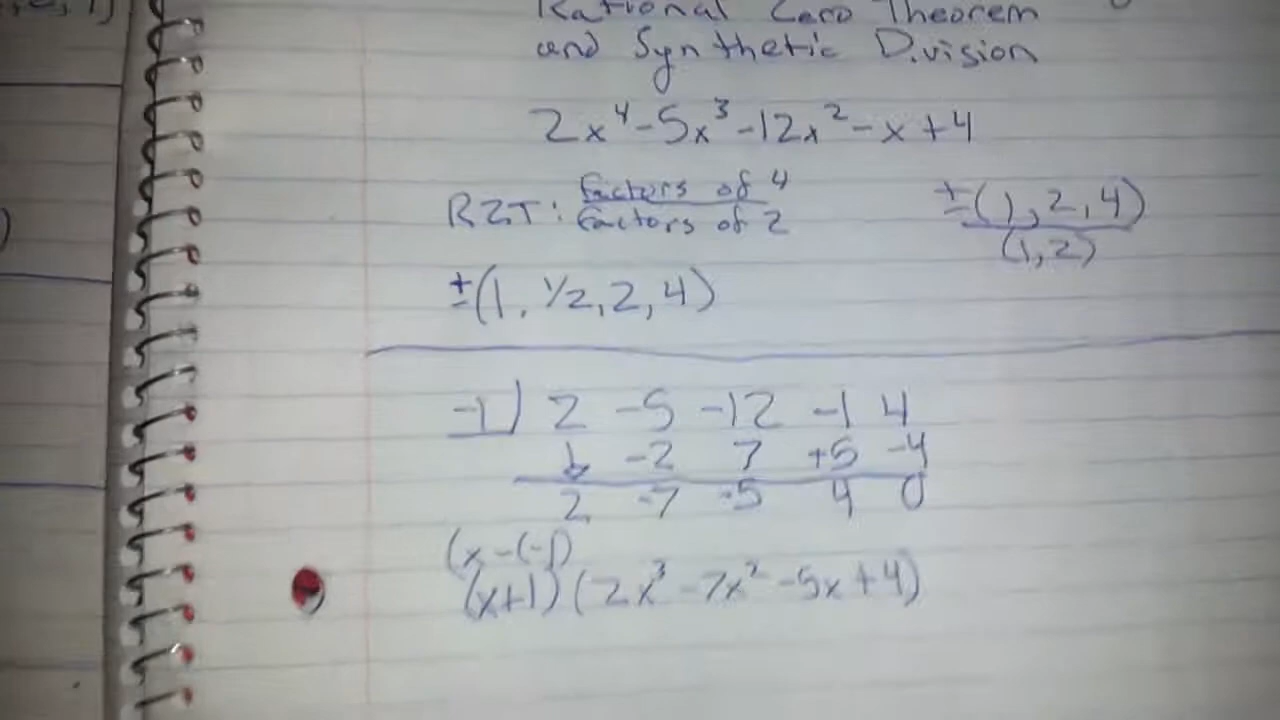 Rational Zero Theorem
and Synthetic Division
2x⁴-5x³-12x²-x+4
RZT: factors of 4 / factors of 2
±(1,2,4) / (1,2)
±(1, 1/2, 2, 4)
-1) 2 -5 -12 -1 4
↓ -2 7 +5 -4
2 -7 -5 4 0
(x-(-1)
(x+1)(2x³-7x²-5x+4)